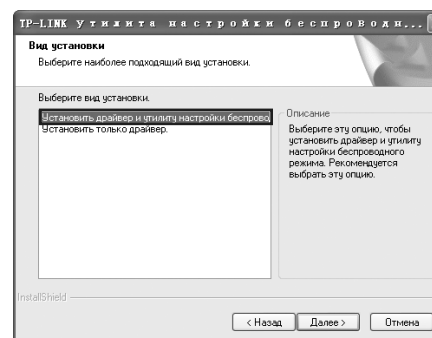 TP-LINK Утилита настройки беспроводн...
Вид установки
Выберите наиболее подходящий вид установки.
Выберите вид установки.
Установить драйвер и утилиту настройки беспрово
Установить только драйвер.
Описание
Выберите эту опцию, чтобы
установить драйвер и утилиту
настройки беспроводного
режима. Рекомендуется
выбрать эту опцию.
InstallShield
< Назад
Далее >
Отмена